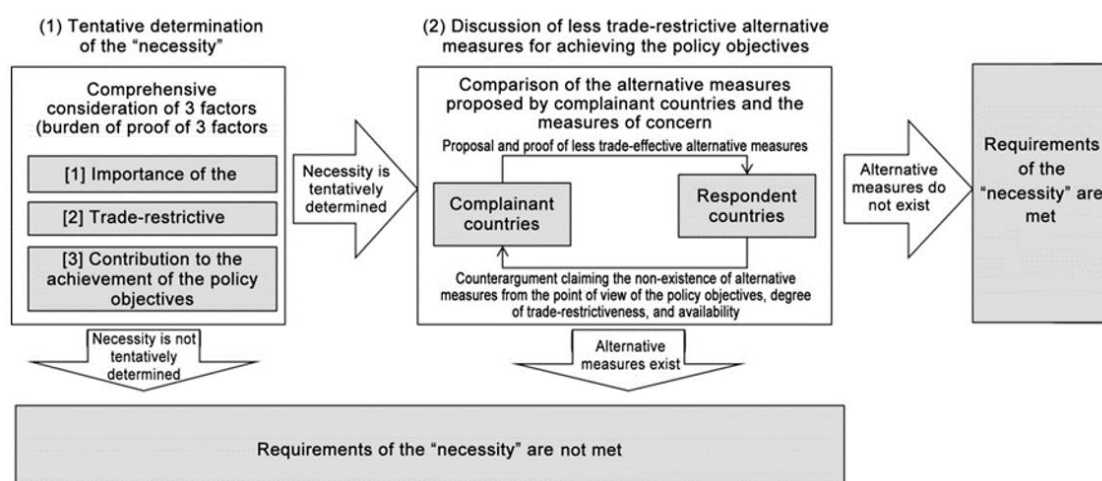 (1) Tentative determination
of the “necessity”
Comprehensive
consideration of 3 factors
(burden of proof of 3 factors
[1] Importance of the
[2] Trade-restrictive
[3] Contribution to the
achievement of the policy
objectives
Necessity is
tentatively
determined
Necessity is not
tentatively
determined
(2) Discussion of less trade-restrictive alternative
measures for achieving the policy objectives
Comparison of the alternative measures
proposed by complainant countries and the
measures of concern
Proposal and proof of less trade-effective alternative measures
Complainant
countries
Respondent
countries
Counterargument claiming the non-existence of alternative
measures from the point of view of the policy objectives, degree
of trade-restrictiveness, and availability
Alternative
measures do
not exist
Alternative
measures exist
Requirements
of the
“necessity” are
met
Requirements of the “necessity” are not met